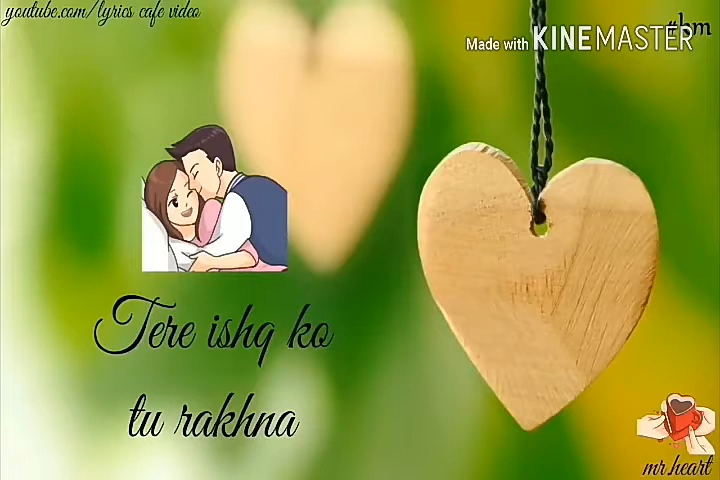 youtube.com/lyrics cafe video
Made with KINEMASTER
Tere ishq ko
tu rakhna
mr.heart